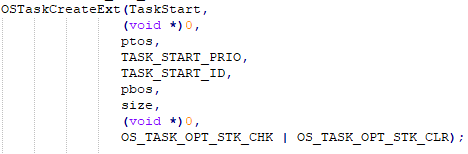 OSTaskCreateExt(TaskStart,
(void *)0,
ptos,
TASK_START_PRIO,
TASK_START_ID,
pbos,
size,
(void *)0,
OS_TASK_OPT_STK_CHK | OS_TASK_OPT_STK_CLR);